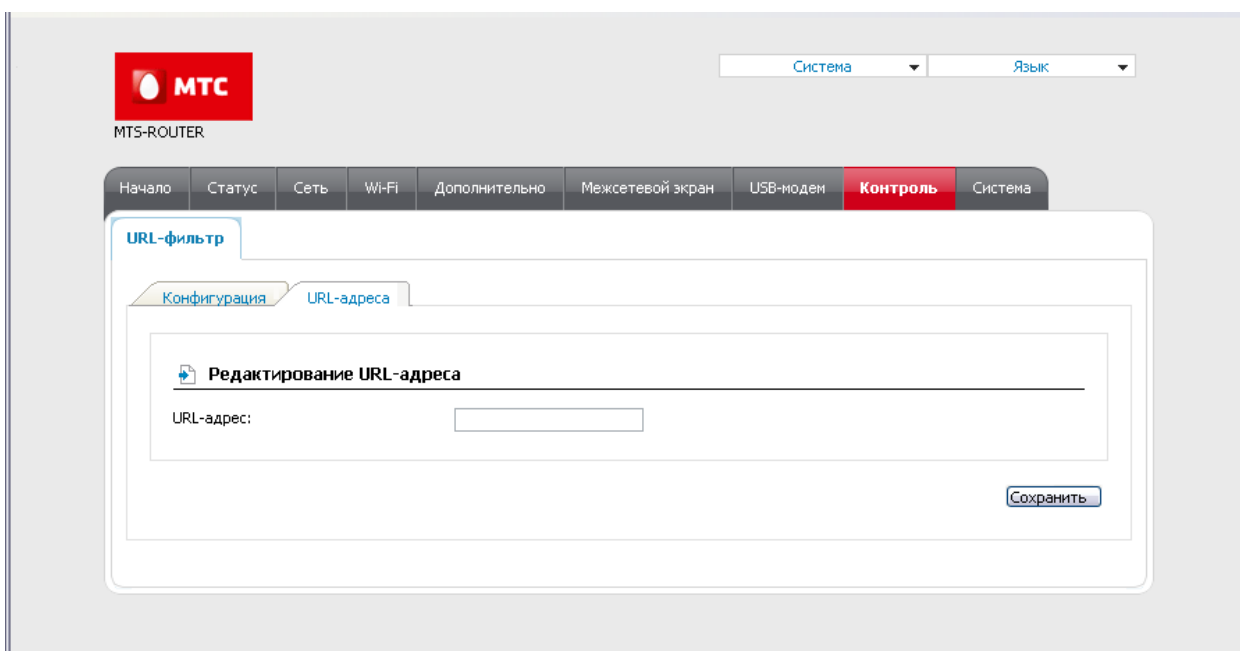 Система Язык
МТС
MTS-ROUTER
Начало Статус Сеть Wi-Fi Дополнительно Межсетевой экран USB-модем Контроль Система
URL-фильтр
Конфигурация URL-адреса
Редактирование URL-адреса
URL-адрес:
Сохранить